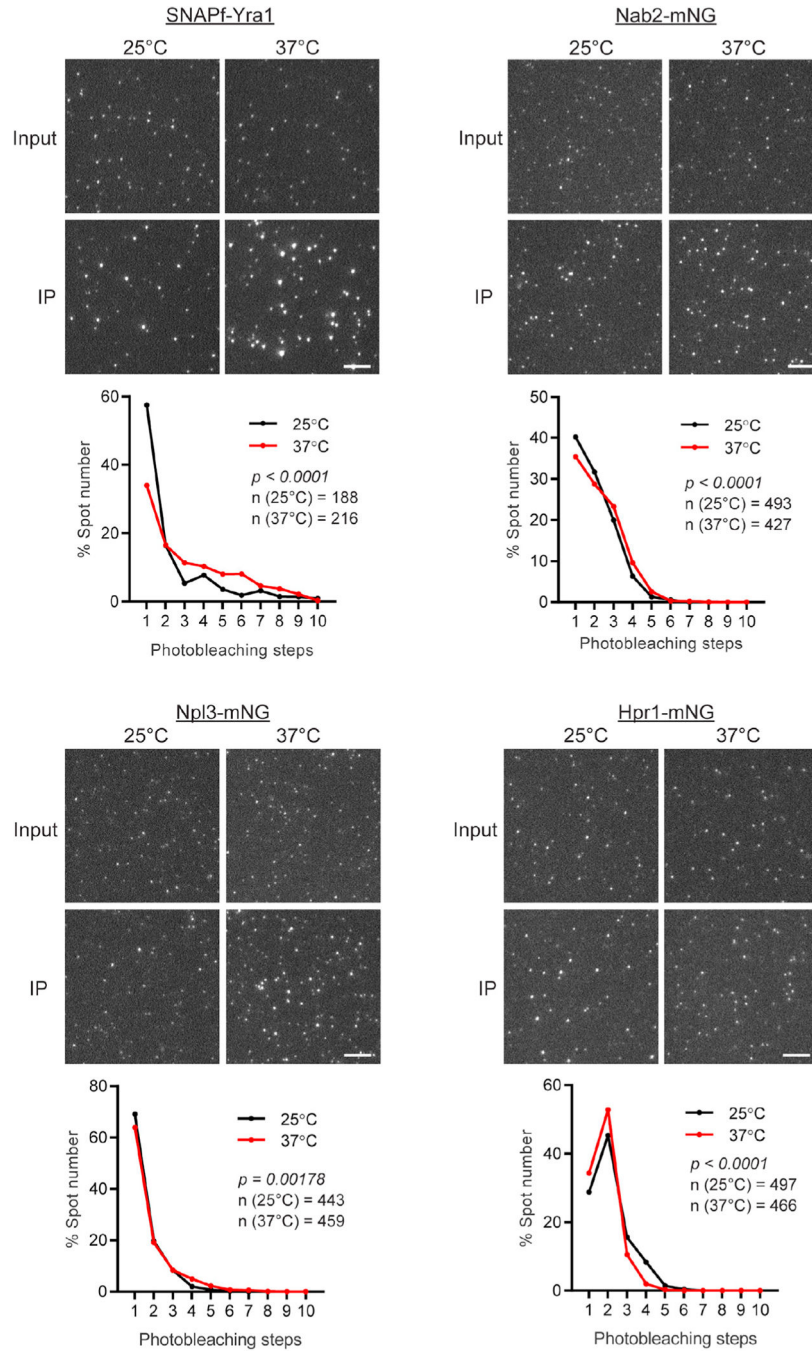 SNAPf-Yra1
25°C 37°C
Input
IP
60
40
20
0
% Spot number
25°C
37°C
p < 0.0001
n (25°C) = 188
n (37°C) = 216
1 2 3 4 5 6 7 8 9 10
Photobleaching steps
Nab2-mNG
25°C 37°C
Input
IP
50
40
30
20
10
0
% Spot number
25°C
37°C
p < 0.0001
n (25°C) = 493
n (37°C) = 427
1 2 3 4 5 6 7 8 9 10
Photobleaching steps
Npl3-mNG
25°C 37°C
Input
IP
80
60
40
20
0
% Spot number
25°C
37°C
p = 0.00178
n (25°C) = 443
n (37°C) = 459
1 2 3 4 5 6 7 8 9 10
Photobleaching steps
Hpr1-mNG
25°C 37°C
Input
IP
60
40
20
0
% Spot number
25°C
37°C
p < 0.0001
n (25°C) = 497
n (37°C) = 466
1 2 3 4 5 6 7 8 9 10
Photobleaching steps